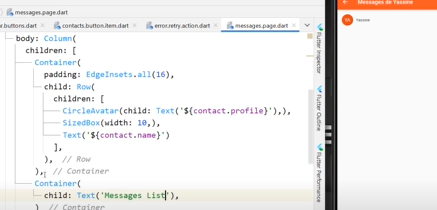 messages.page.dart
buttons.dart
contacts.button.item.dart
error.retry.action.dart
messages.page.dart
body: Column(
children: [
Container(
padding: EdgeInsets.all(16),
child: Row(
children: [
CircleAvatar(child: Text('${contact.profile}'),),
SizedBox(width: 10,),
Text('${contact.name}')
],
), // Row
), // Container
Container(
child: Text('Messages List'),
) // Container
Flutter Inspector
Flutter Outline
Flutter Performance
Messages de Yassine
Yassine